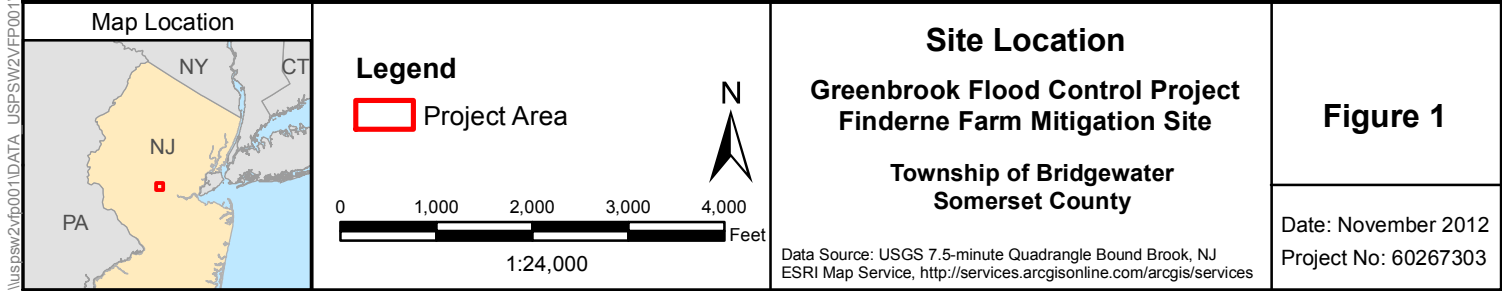 \\uspsw2vfp001\DATA_USPSW2VFP001\
Map Location
NY
CT
NJ
PA
Legend
Project Area
N
0 1,000 2,000 3,000 4,000
Feet
1:24,000
Site Location
Greenbrook Flood Control Project
Finderne Farm Mitigation Site
Township of Bridgewater
Somerset County
Data Source: USGS 7.5-minute Quadrangle Bound Brook, NJ
ESRI Map Service, http://services.arcgisonline.com/arcgis/services
Figure 1
Date: November 2012
Project No: 60267303